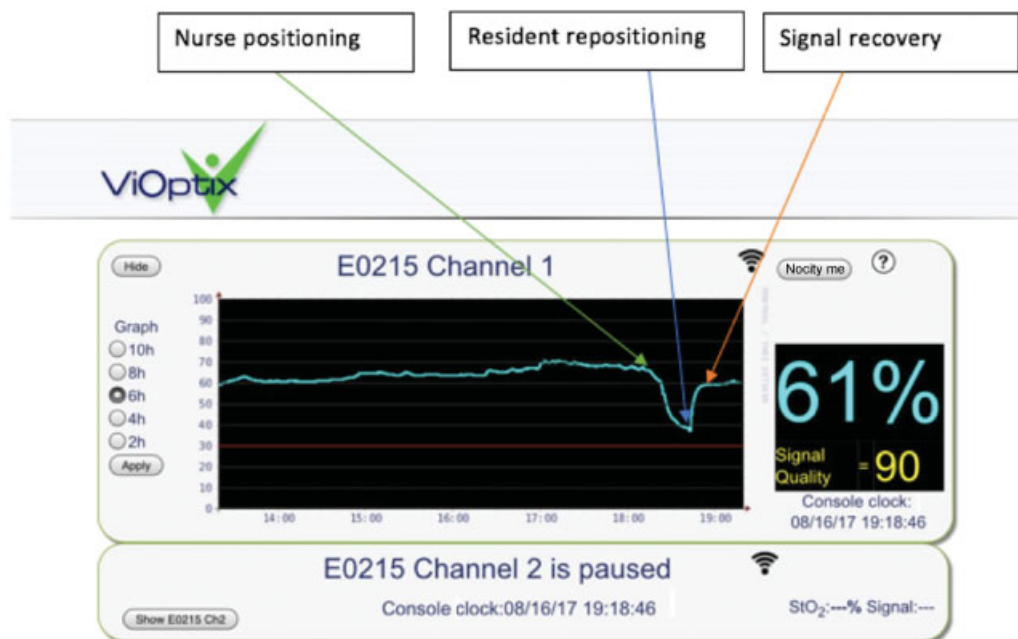 Nurse positioning
Resident repositioning
Signal recovery
ViOptix
Hide
E0215 Channel 1
Nocity me
?
Graph
10h
8h
6h
4h
2h
Apply
100
90
80
70
60
50
40
30
20
10
0
14:00
15:00
16:00
17:00
18:00
19:00
61%
Signal Quality = 90
Console clock:
08/16/17 19:18:46
E0215 Channel 2 is paused
Show E0215 Ch2
Console clock:08/16/17 19:18:46
StO₂:---% Signal:---